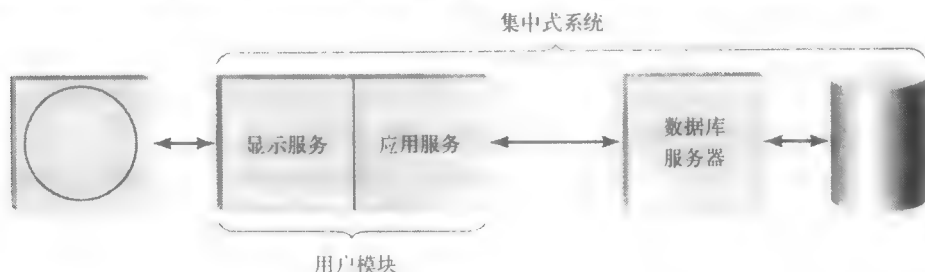 集中式系统
显示服务
应用服务
数据库
服务器
用户模块